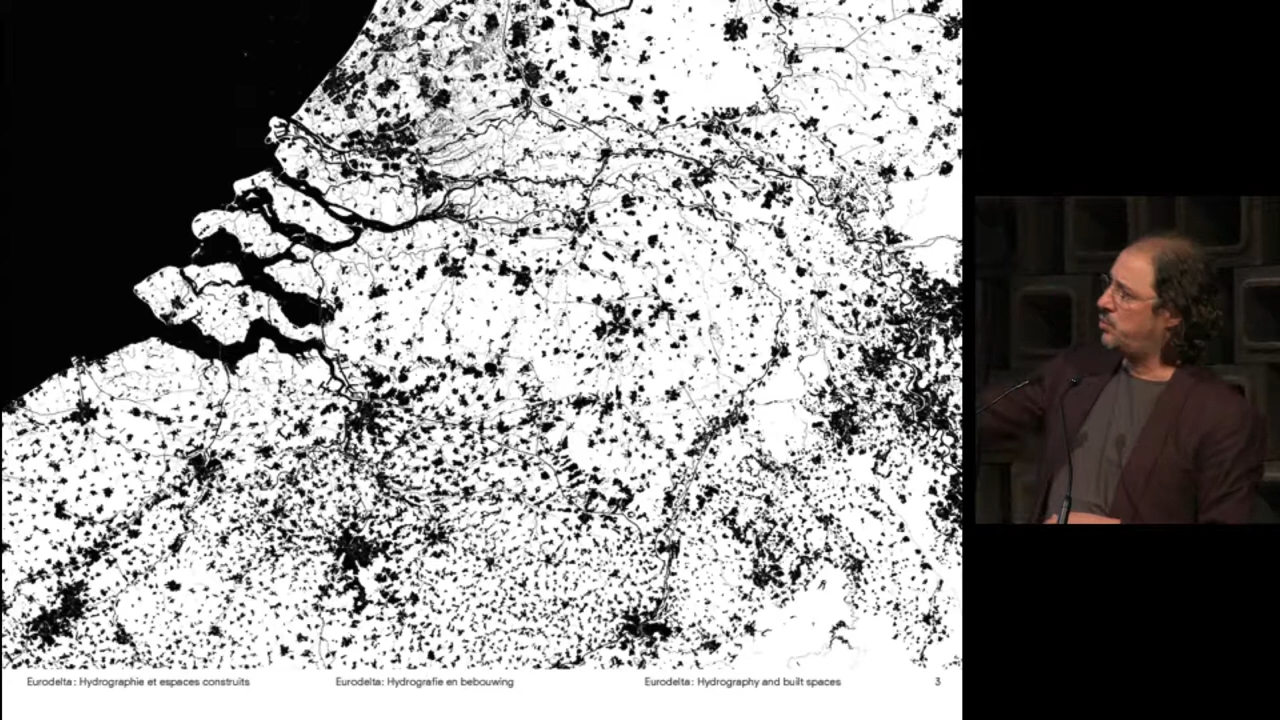 Eurodelta: Hydrographie et espaces construits
Eurodelta: Hydrografie en bebouwing
Eurodelta: Hydrography and built spaces
3